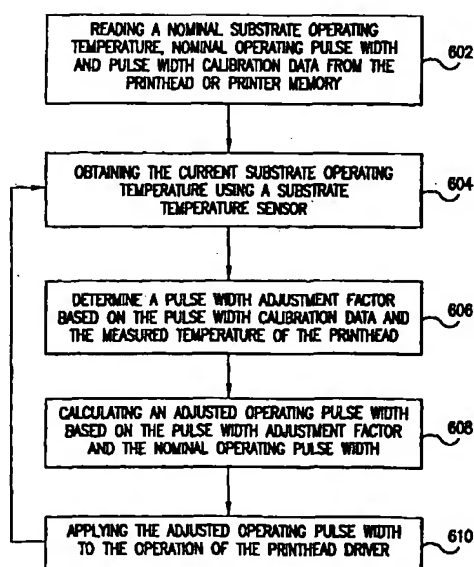 READING A NOMINAL SUBSTRATE OPERATING
TEMPERATURE, NOMINAL OPERATING PULSE WIDTH
AND PULSE WIDTH CALIBRATION DATA FROM THE
PRINTHEAD OR PRINTER MEMORY
602
OBTAINING THE CURRENT SUBSTRATE OPERATING
TEMPERATURE USING A SUBSTRATE
TEMPERATURE SENSOR
604
DETERMINE A PULSE WIDTH ADJUSTMENT FACTOR
BASED ON THE PULSE WIDTH CALIBRATION DATA AND
THE MEASURED TEMPERATURE OF THE PRINTHEAD
606
CALCULATING AN ADJUSTED OPERATING PULSE WIDTH
BASED ON THE PULSE WIDTH ADJUSTMENT FACTOR
AND THE NOMINAL OPERATING PULSE WIDTH
608
APPLYING THE ADJUSTED OPERATING PULSE WIDTH
TO THE OPERATION OF THE PRINTHEAD DRIVER
610